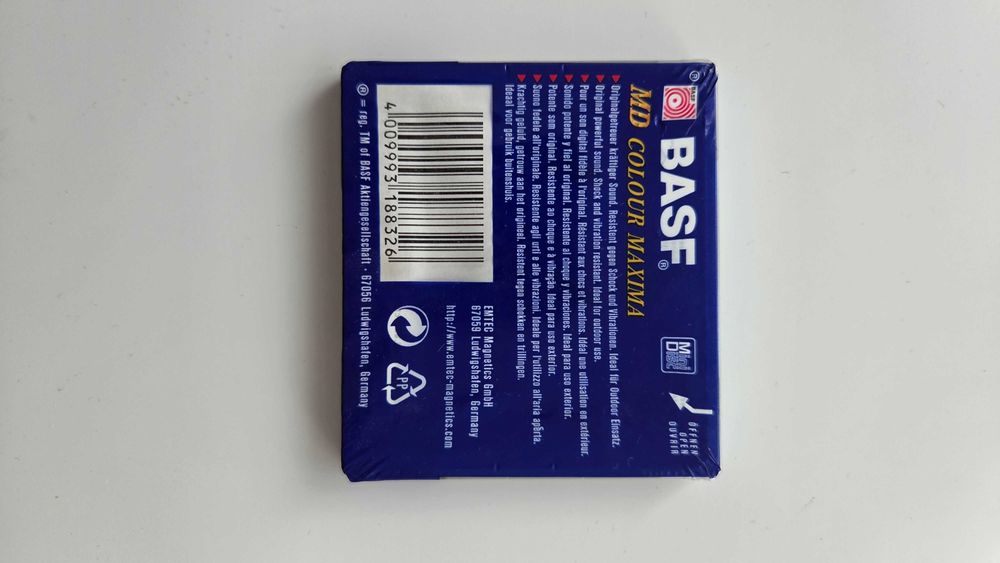 BASF
®
BASF®
MINI DISC
ÖFFNEN
OPEN
OUVRIR
MD COLOUR MAXIMA
Originalgetreuer kräftiger Sound. Resistent gegen Schock und Vibrationen. Ideal für Outdoor Einsatz.
Original powerful sound. Shock and vibration resistant. Ideal for outdoor use.
Pour un son digital fidèle à l'original. Résistant aux chocs et vibrations. Idéal une utilisation en extérieur.
Sonido potente y fiel al original. Resistente al choque y vibraciones. Ideal para uso exterior.
Potente som original. Resistente ao choque e à vibração. Ideal para uso exterior.
Suono fedele all'originale. Resistente agli urti e alle vibrazioni. Ideale per l'utilizzo all'aria aperta.
Krachtig geluid, getrouw aan het origineel. Resistent tegen schokken en trillingen.
Ideaal voor gebruik buitenshuis.
4 009993 188326
EMTEC Magnetics GmbH
67059 Ludwigshafen, Germany
http://www.emtec-magnetics.com
PP
® = reg. TM of BASF Aktiengesellschaft · 67056 Ludwigshafen, Germany